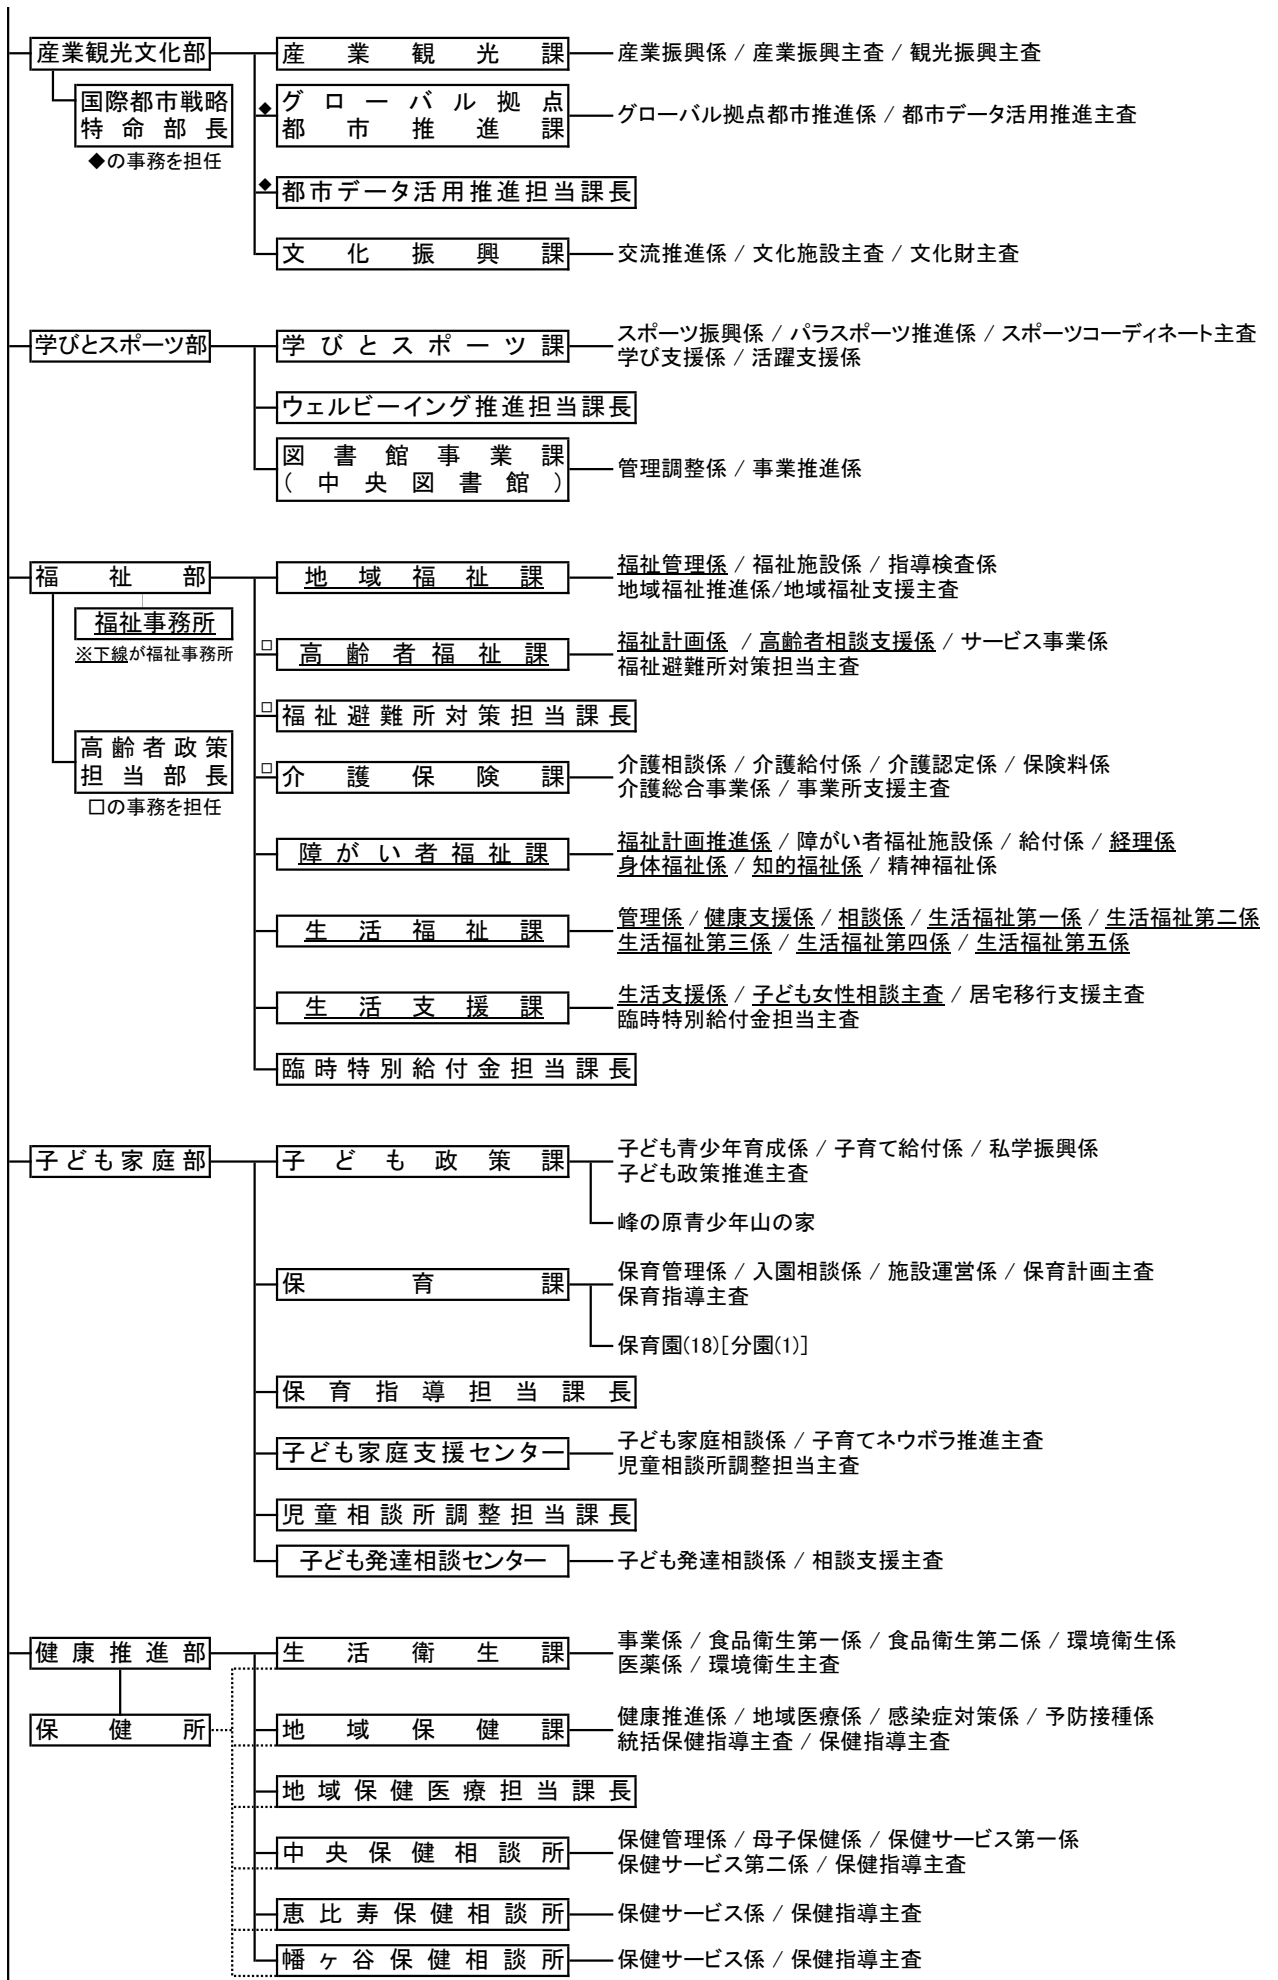 産業観光文化部
産業観光課
産業振興係 / 産業振興主査 / 観光振興主査
国際都市戦略
特命部長
◆の事務を担任
◆
グローバル拠点
都市推進課
グローバル拠点都市推進係 / 都市データ活用推進主査
◆
都市データ活用推進担当課長
文化振興課
交流推進係 / 文化施設主査 / 文化財主査
学びとスポーツ部
学びとスポーツ課
スポーツ振興係 / パラスポーツ推進係 / スポーツコーディネート主査
学び支援係 / 活躍支援係
ウェルビーイング推進担当課長
図書館事業課
(中央図書館)
管理調整係 / 事業推進係
福祉部
地域福祉課
福祉管理係 / 福祉施設係 / 指導検査係
地域福祉推進係/地域福祉支援主査
福祉事務所
※下線が福祉事務所
□
高齢者福祉課
福祉計画係 / 高齢者相談支援係 / サービス事業係
福祉避難所対策担当主査
□
福祉避難所対策担当課長
高齢者政策
担当部長
□の事務を担任
□
介護保険課
介護相談係 / 介護給付係 / 介護認定係 / 保険料係
介護総合事業係 / 事業所支援主査
障がい者福祉課
福祉計画推進係 / 障がい者福祉施設係 / 給付係 / 経理係
身体福祉係 / 知的福祉係 / 精神福祉係
生活福祉課
管理係 / 健康支援係 / 相談係 / 生活福祉第一係 / 生活福祉第二係
生活福祉第三係 / 生活福祉第四係 / 生活福祉第五係
生活支援課
生活支援係 / 子ども女性相談主査 / 居宅移行支援主査
臨時特別給付金担当主査
臨時特別給付金担当課長
子ども家庭部
子ども政策課
子ども青少年育成係 / 子育て給付係 / 私学振興係
子ども政策推進主査
峰の原青少年山の家
保育課
保育管理係 / 入園相談係 / 施設運営係 / 保育計画主査
保育指導主査
保育園(18)[分園(1)]
保育指導担当課長
子ども家庭支援センター
子ども家庭相談係 / 子育てネウボラ推進主査
児童相談所調整担当主査
児童相談所調整担当課長
子ども発達相談センター
子ども発達相談係 / 相談支援主査
健康推進部
生活衛生課
事業係 / 食品衛生第一係 / 食品衛生第二係 / 環境衛生係
医薬係 / 環境衛生主査
保健所
地域保健課
健康推進係 / 地域医療係 / 感染症対策係 / 予防接種係
統括保健指導主査 / 保健指導主査
地域保健医療担当課長
中央保健相談所
保健管理係 / 母子保健係 / 保健サービス第一係
保健サービス第二係 / 保健指導主査
恵比寿保健相談所
保健サービス係 / 保健指導主査
幡ヶ谷保健相談所
保健サービス係 / 保健指導主査